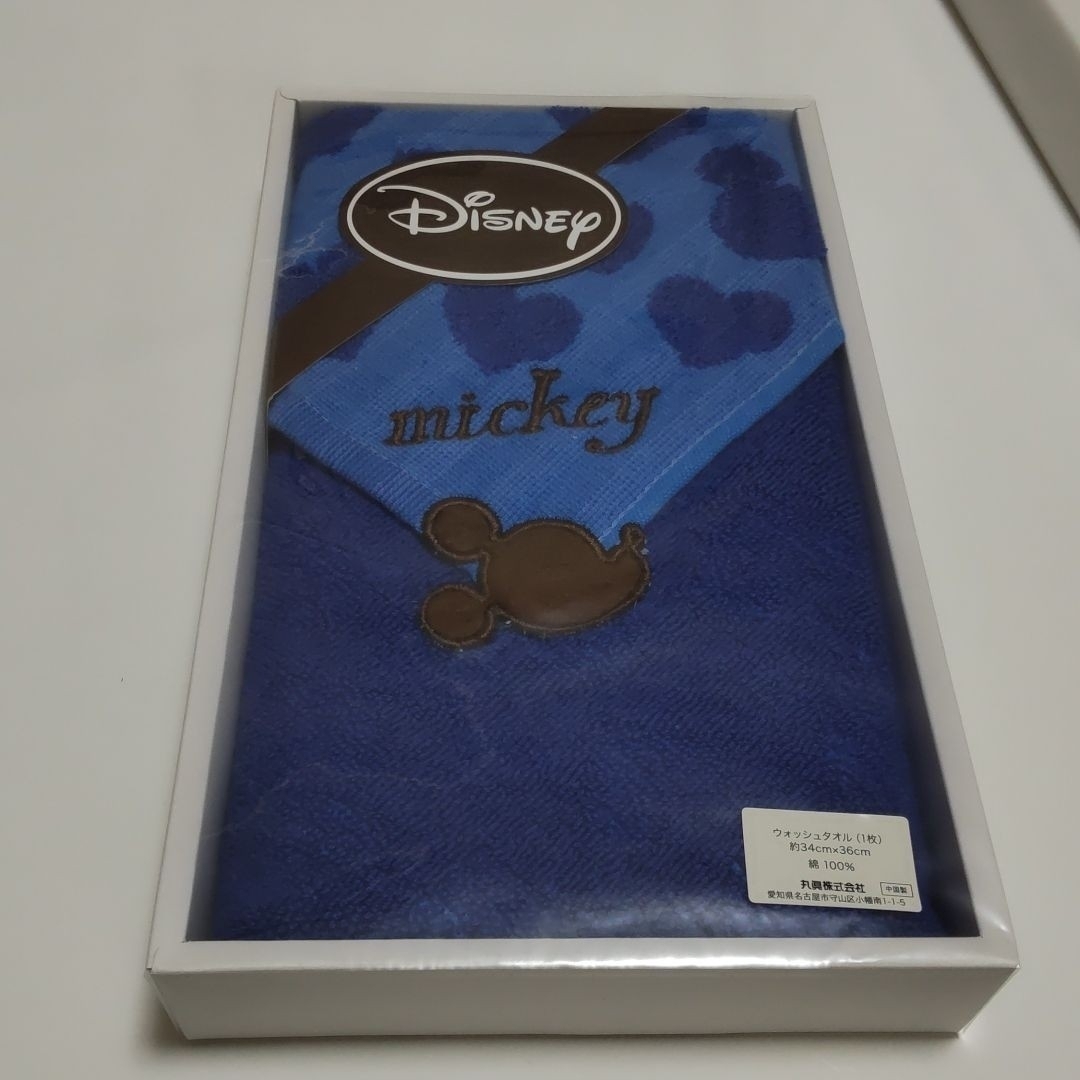 Disney
mickey
ウォッシュタオル (1枚)
約34cm×36cm
綿 100%
丸眞株式会社 中国製
愛知県名古屋市守山区小幡南1-1-5